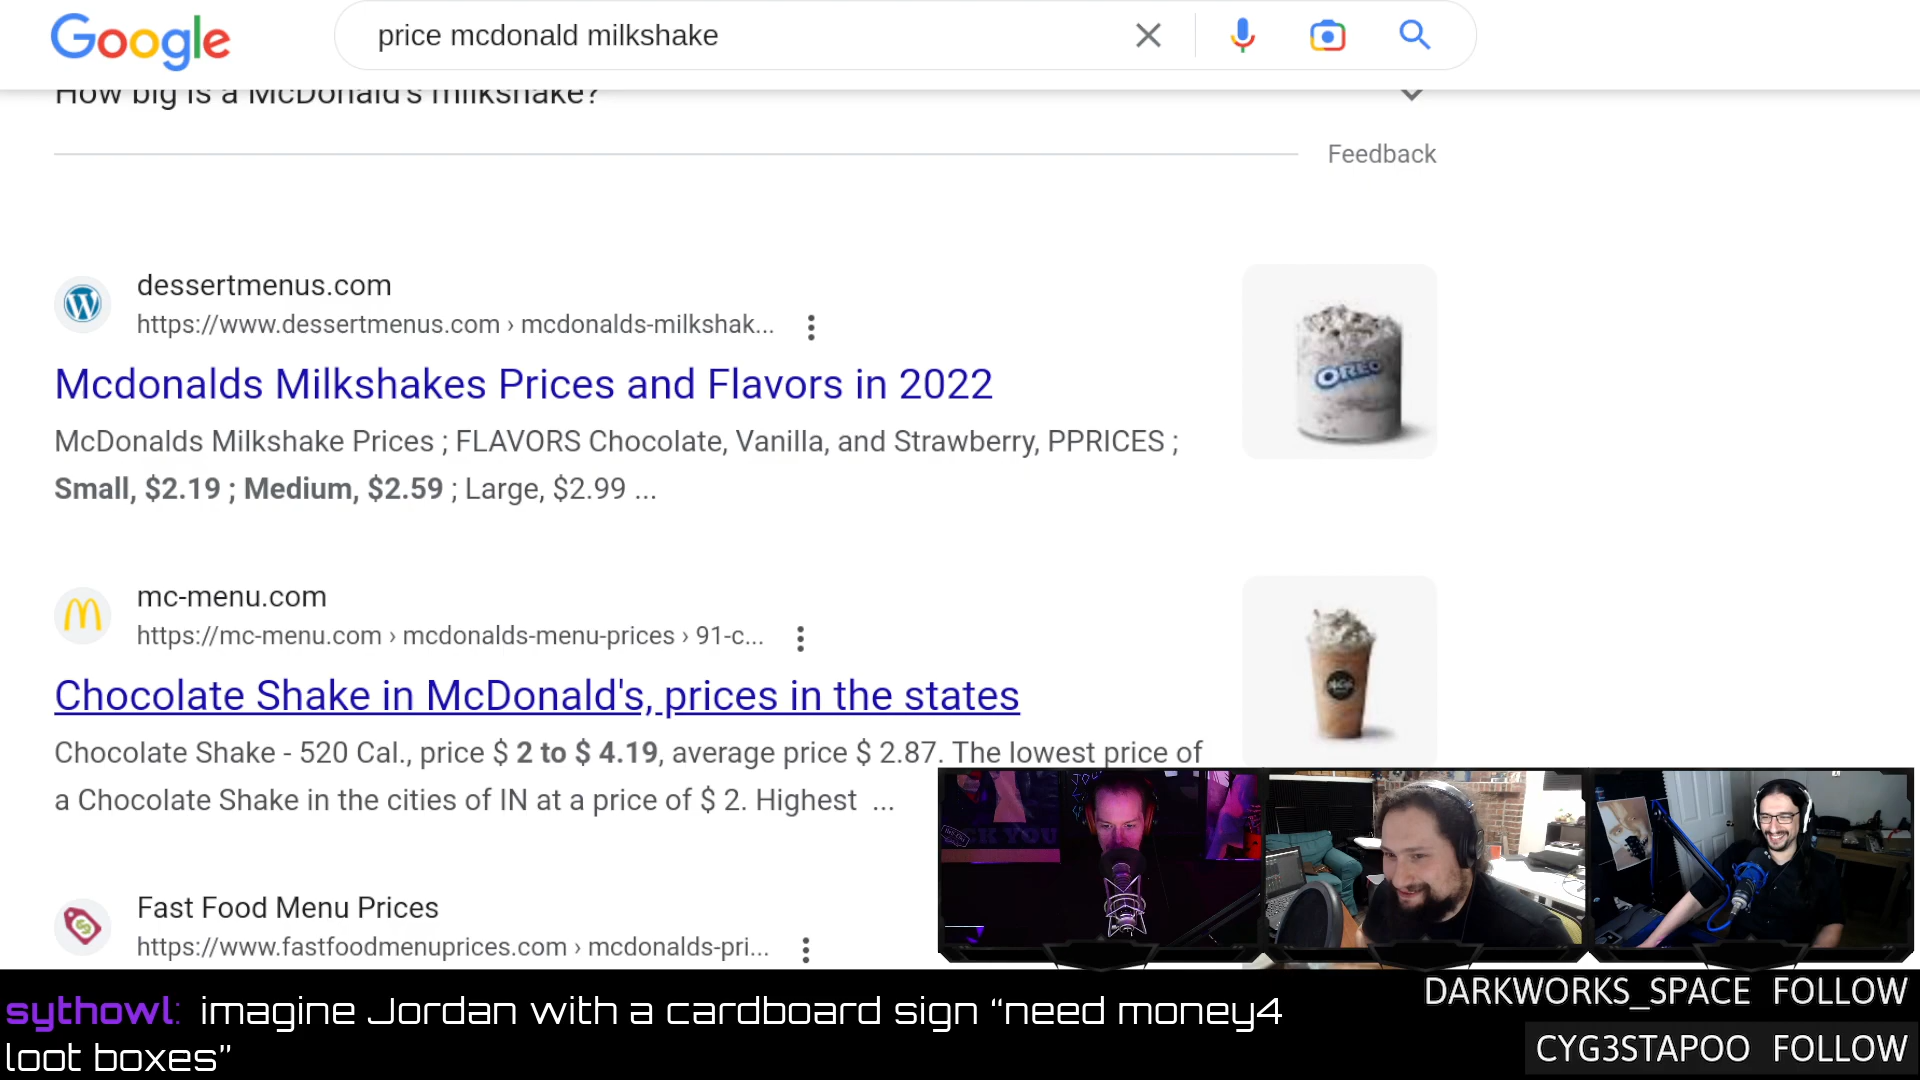 Google
price mcdonald milkshake
How big is a McDonald's milkshake?
Feedback
dessertmenus.com
https://www.dessertmenus.com › mcdonalds-milkshak...
Mcdonalds Milkshakes Prices and Flavors in 2022
McDonalds Milkshake Prices ; FLAVORS Chocolate, Vanilla, and Strawberry, PPRICES ;
Small, $2.19 ; Medium, $2.59 ; Large, $2.99 ...
OREO
mc-menu.com
https://mc-menu.com › mcdonalds-menu-prices › 91-c...
Chocolate Shake in McDonald's, prices in the states
Chocolate Shake - 520 Cal., price $ 2 to $ 4.19, average price $ 2.87. The lowest price of
a Chocolate Shake in the cities of IN at a price of $ 2. Highest ...
Fast Food Menu Prices
https://www.fastfoodmenuprices.com › mcdonalds-pri...
sythowl: imagine Jordan with a cardboard sign “need money4
loot boxes”
DARKWORKS_SPACE FOLLOW
CYG3STAPOO FOLLOW